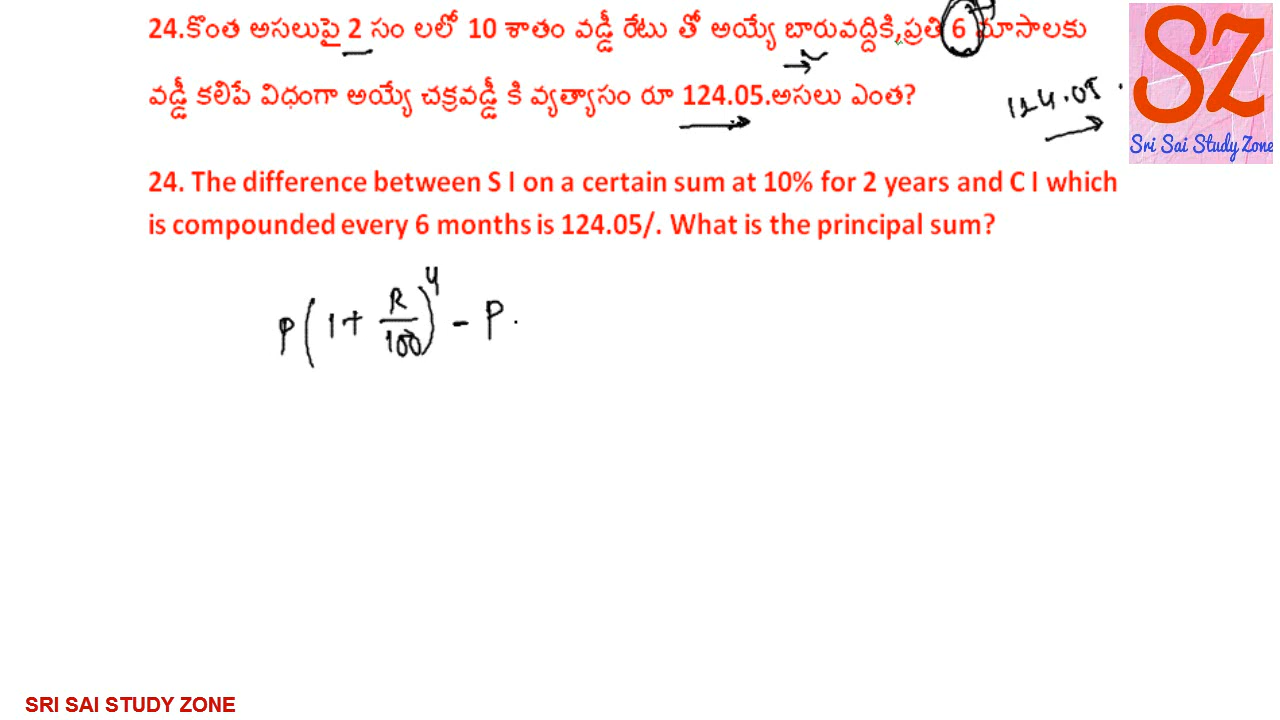 24.కొంత అసలుపై 2 సం లలో 10 శాతం వడ్డీ రేటు తో అయ్యే బారువద్దికి,ప్రతి 6 మాసాలకు
వడ్డీ కలిపే విధంగా అయ్యే చక్రవడ్డీ కి వ్యత్యాసం రూ 124.05.అసలు ఎంత?
124.05.
SZ
Sri Sai Study Zone
24. The difference between S I on a certain sum at 10% for 2 years and C I which
is compounded every 6 months is 124.05/. What is the principal sum?
P(1+R/100)^4 - P.
SRI SAI STUDY ZONE